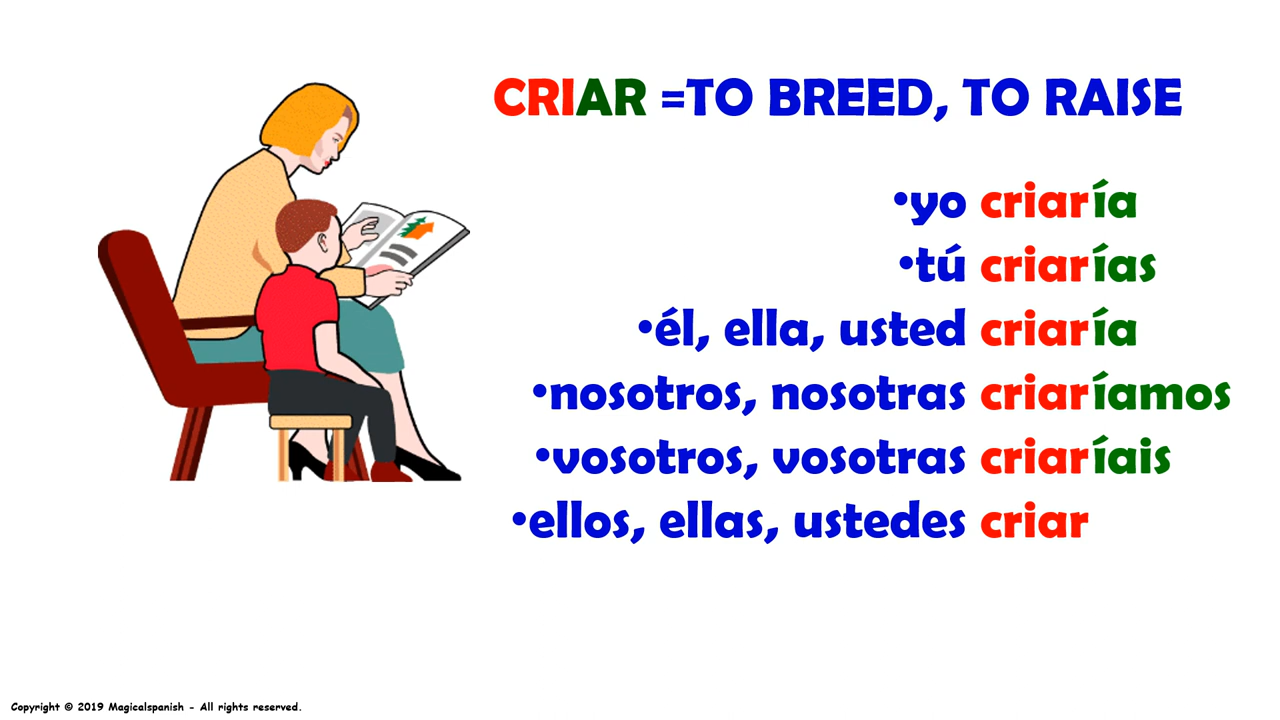 CRIAR =TO BREED, TO RAISE
•yo criaría
•tú criarías
•él, ella, usted criaría
•nosotros, nosotras criaríamos
•vosotros, vosotras criaríais
•ellos, ellas, ustedes criar
Copyright © 2019 Magicalspanish - All rights reserved.